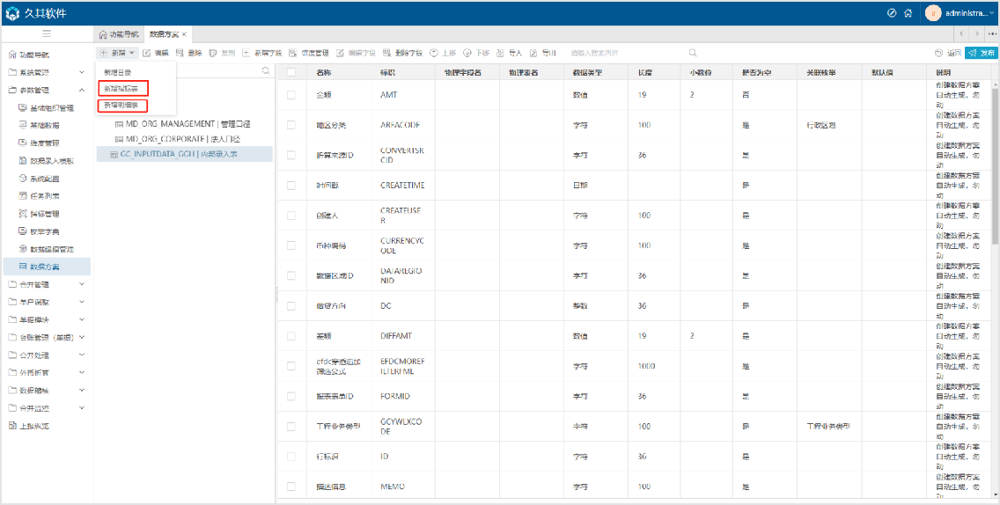 久其软件
administra...
功能导航
数据方案
功能导航
系统管理
参数管理
基础组织管理
基础数据
维度管理
数据录入模板
系统配置
任务列表
指标管理
枚举字典
数据建模管理
数据方案
合并管理
单户调整
单据模块
台账管理（单据）
合并处理
外币折算
数据稽核
合并监控
上报纵览
新增
编辑
删除
复制
新增字段
维度管理
编辑字段
删除字段
上移
下移
导入
导出
请输入搜索内容
返回
发布
新增目录
新增指标表
新增明细表
MD_ORG_MANAGEMENT | 管理口径
MD_ORG_CORPORATE | 法人口径
GC_INPUTDATA_GGLI | 内部录入表
名称 标识 物理字段名 物理表名 数据类型 长度 小数位 是否为空 关联枚举 默认值 说明
金额 AMT 数值 19 2 否 创建数据方案
自动生成，勿
动
地区分类 AREACODE 字符 100 是 行政区划 创建数据方案
自动生成，勿
动
折算来源ID CONVERTSR
CID 字符 36 是 创建数据方案
自动生成，勿
动
时间戳 CREATETIME 日期 是 创建数据方案
自动生成，勿
动
创建人 CREATEUSE
R 字符 100 是 创建数据方案
自动生成，勿
动
币种编码 CURRENCYC
ODE 字符 100 是 创建数据方案
自动生成，勿
动
数据区域ID DATAREGIO
NID 字符 36 是 创建数据方案
自动生成，勿
动
借贷方向 DC 整数 36 是 创建数据方案
自动生成，勿
动
差额 DIFFAMT 数值 19 2 是 创建数据方案
自动生成，勿
动
efdc穿透追加
筛选公式 EFDCMOREF
ILTERFML 字符 1000 是 创建数据方案
自动生成，勿
动
报表表单ID FORMID 字符 36 是 创建数据方案
自动生成，勿
动
工程业务类型 GCYWLXCO
DE 字符 100 是 工程业务类型 创建数据方案
自动生成，勿
动
行标识 ID 字符 36 是 创建数据方案
自动生成，勿
动
描述信息 MEMO 字符 100 是 创建数据方案
自动生成，勿
动